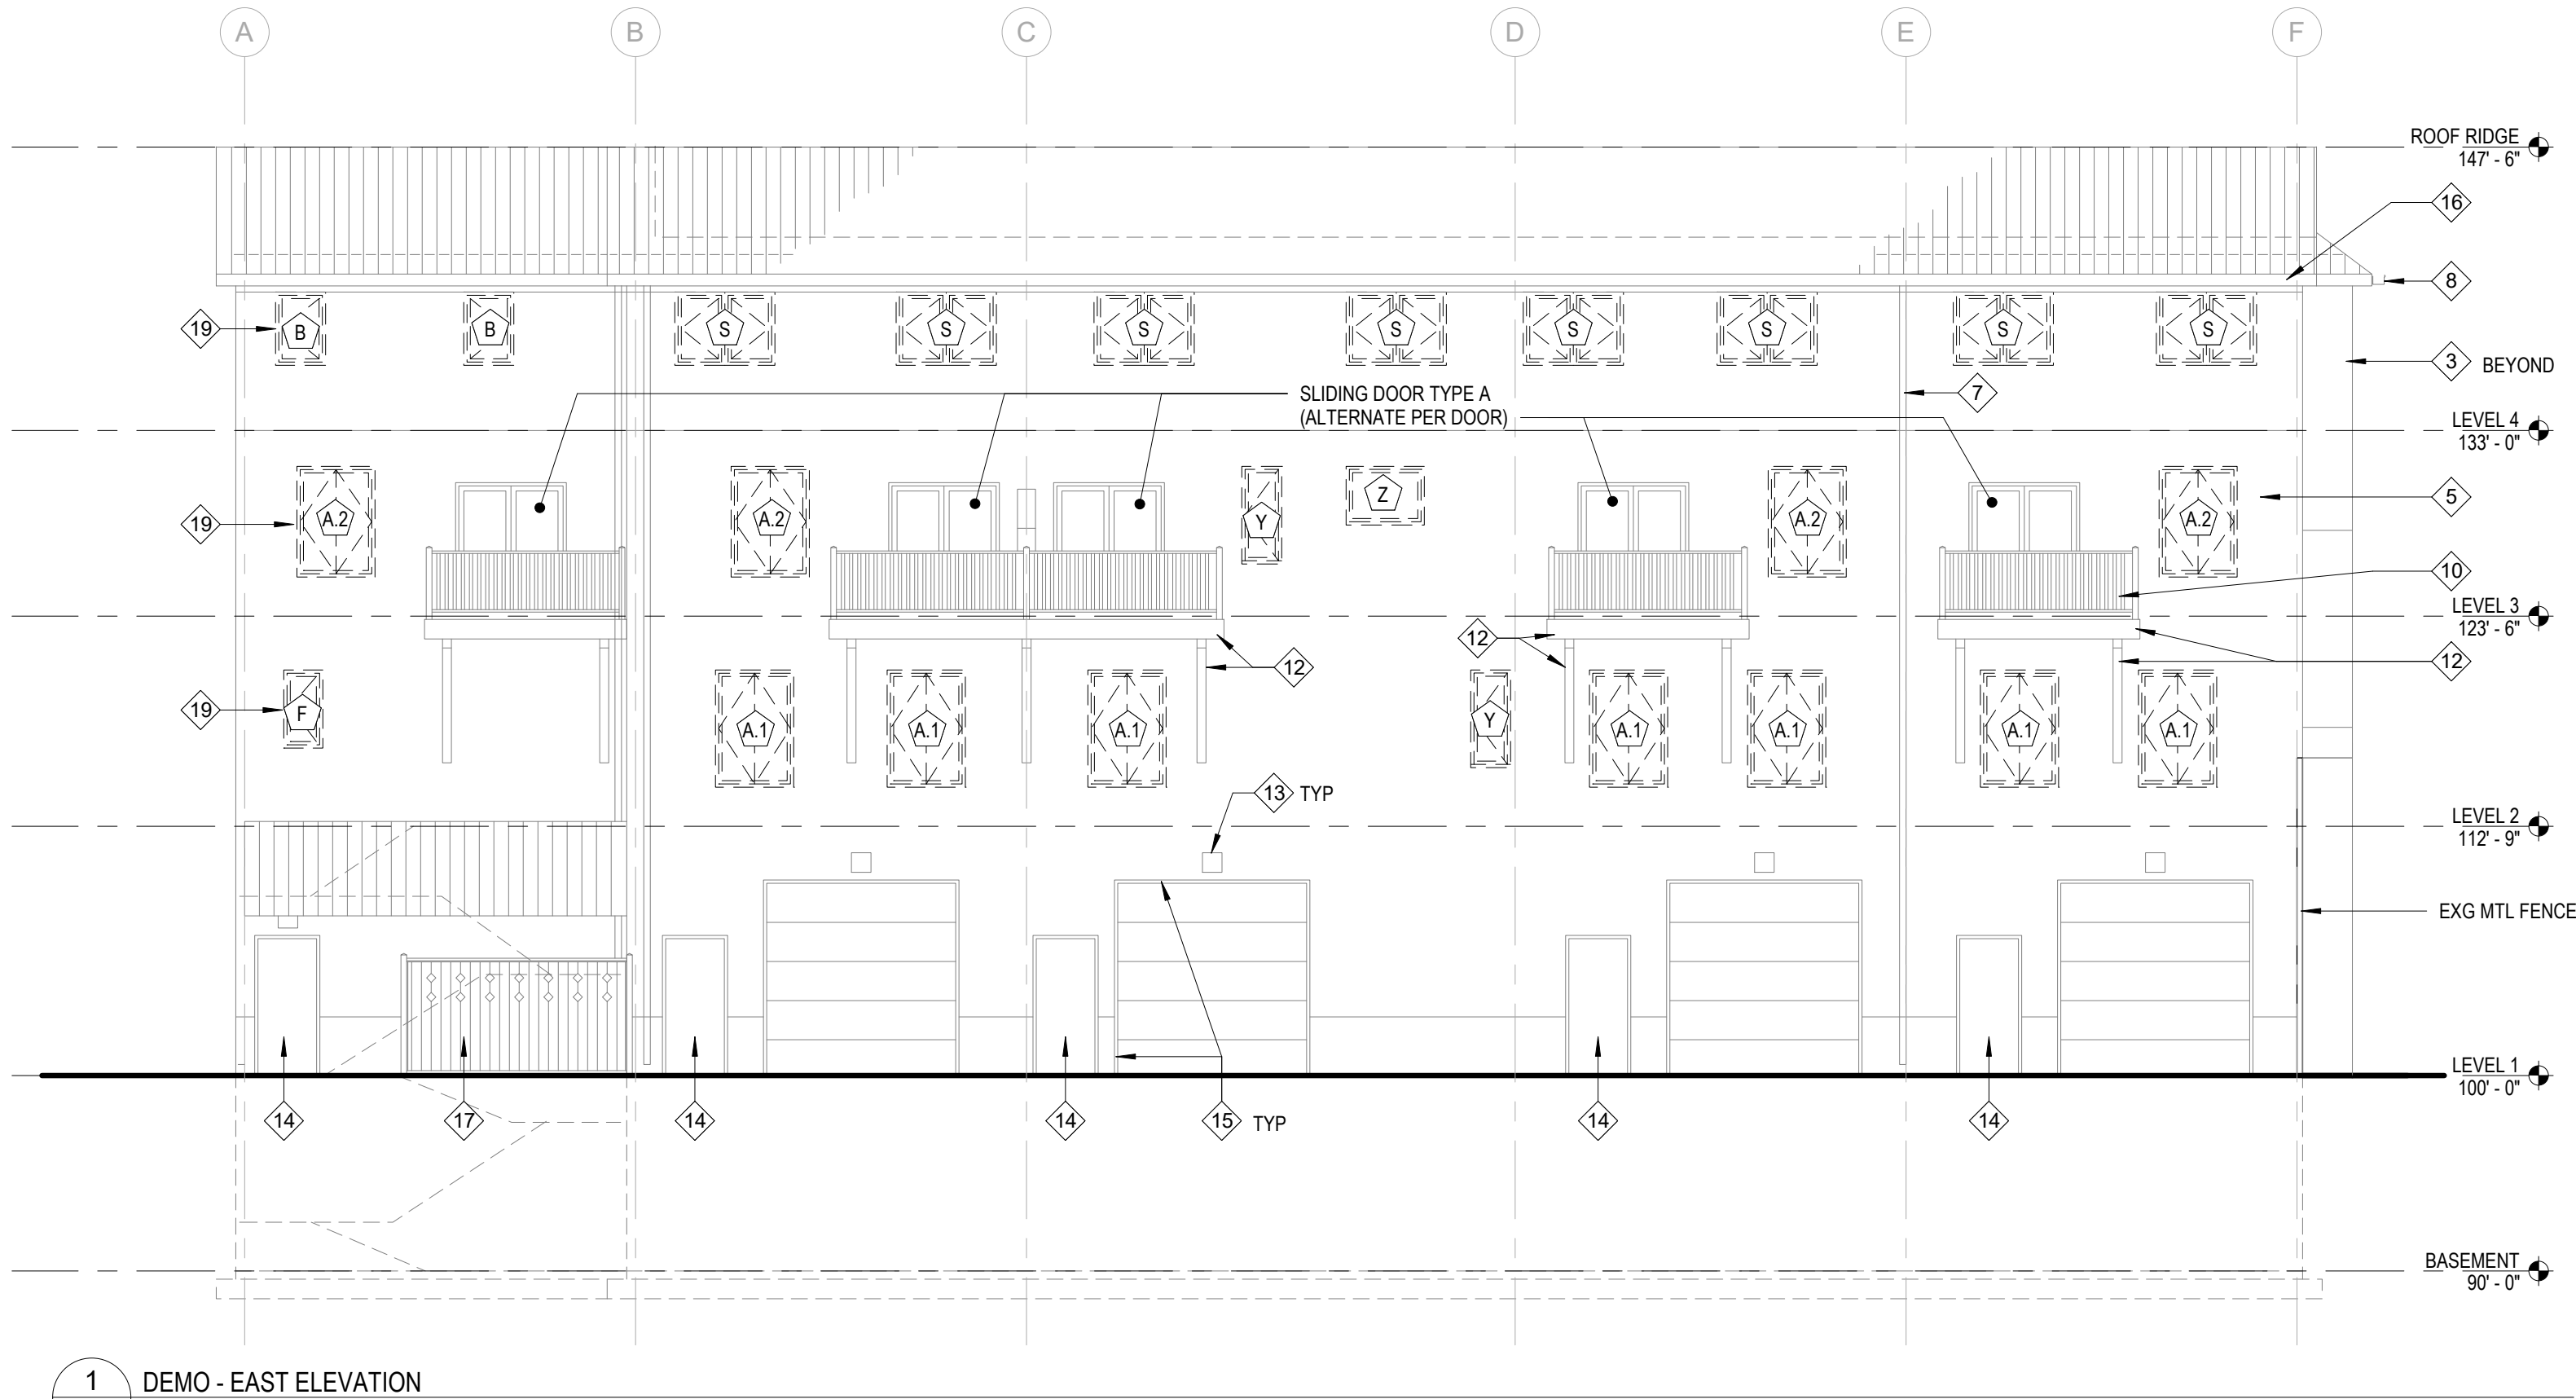 A B C D E F
ROOF RIDGE
147' - 6"
16
8
19 B B S S S S S S S S
3 BEYOND
SLIDING DOOR TYPE A
(ALTERNATE PER DOOR)
7
LEVEL 4
133' - 0"
19 A.2 A.2 Y Z A.2 A.2 5
10
LEVEL 3
123' - 6"
12 12 12
19 F A.1 A.1 A.1 Y A.1 A.1 A.1 A.1
13 TYP
LEVEL 2
112' - 9"
EXG MTL FENCE
LEVEL 1
100' - 0"
14 17 14 14 15 TYP 14 14
BASEMENT
90' - 0"
1 DEMO - EAST ELEVATION